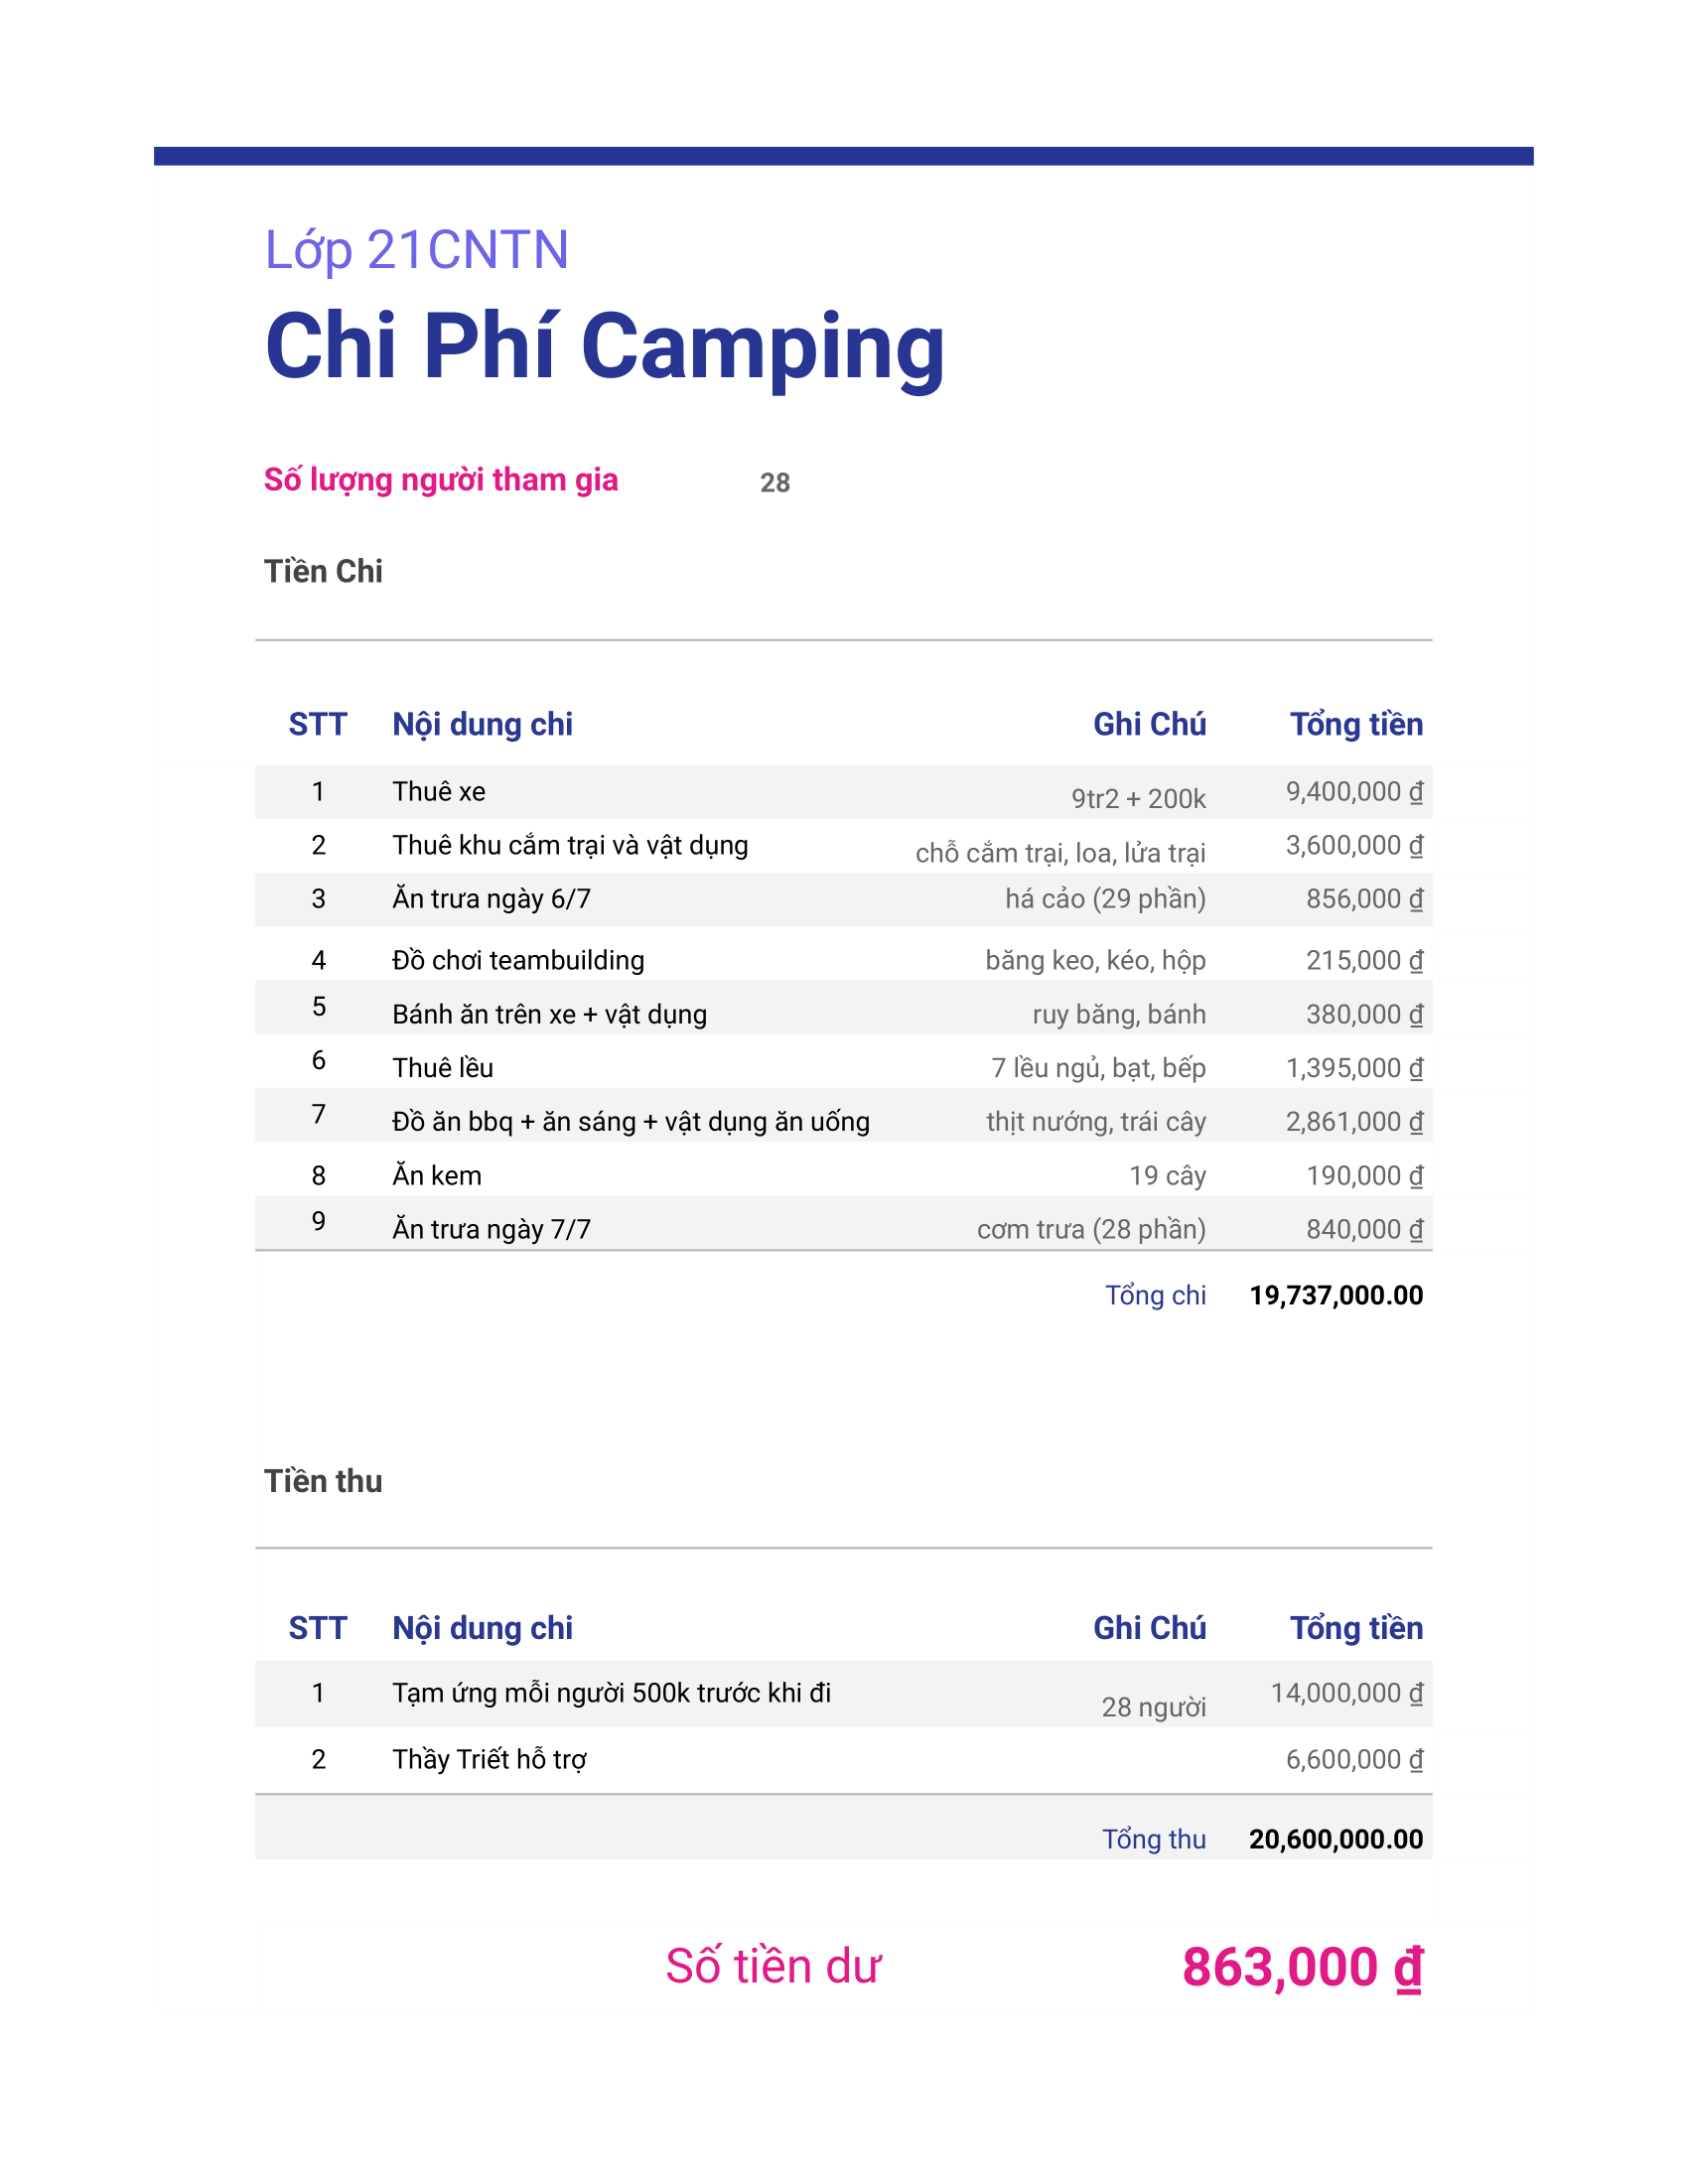 Lớp 21CNTN
Chi Phí Camping
Số lượng người tham gia 28
Tiền Chi
STT Nội dung chi Ghi Chú Tổng tiền
1 Thuê xe 9tr2 + 200k 9,400,000 ₫
2 Thuê khu cắm trại và vật dụng chỗ cắm trại, loa, lửa trại 3,600,000 ₫
3 Ăn trưa ngày 6/7 há cảo (29 phần) 856,000 ₫
4 Đồ chơi teambuilding băng keo, kéo, hộp 215,000 ₫
5 Bánh ăn trên xe + vật dụng ruy băng, bánh 380,000 ₫
6 Thuê lều 7 lều ngủ, bạt, bếp 1,395,000 ₫
7 Đồ ăn bbq + ăn sáng + vật dụng ăn uống thịt nướng, trái cây 2,861,000 ₫
8 Ăn kem 19 cây 190,000 ₫
9 Ăn trưa ngày 7/7 cơm trưa (28 phần) 840,000 ₫
Tổng chi 19,737,000.00
Tiền thu
STT Nội dung chi Ghi Chú Tổng tiền
1 Tạm ứng mỗi người 500k trước khi đi 28 người 14,000,000 ₫
2 Thầy Triết hỗ trợ 6,600,000 ₫
Tổng thu 20,600,000.00
Số tiền dư 863,000 ₫